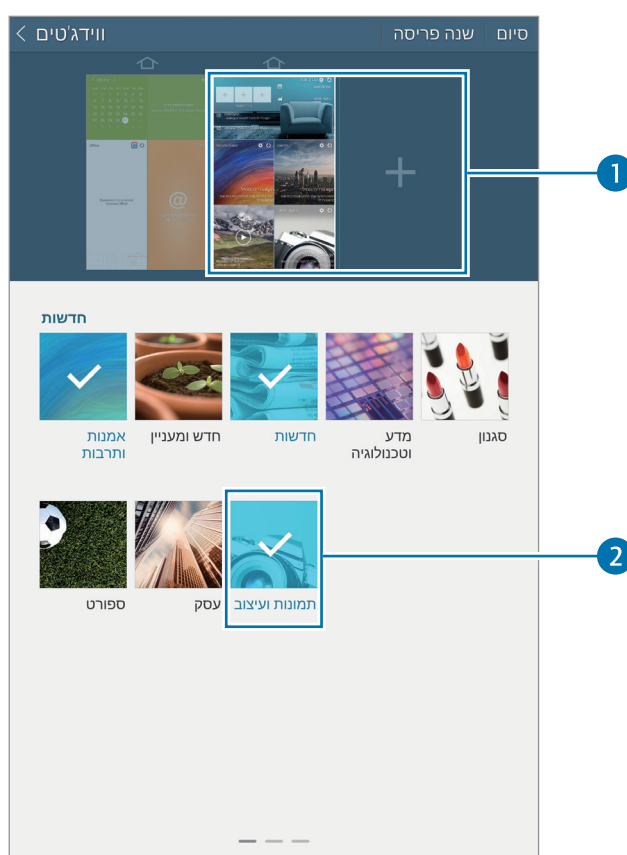 ווידג'טים
שנה פריסה
סיום
Office
@
1
חדשות
סגנון
מדע
וטכנולוגיה
חדשות
חדש ומעניין
אמנות
ותרבות
2
תמונות ועיצוב
עסק
ספורט